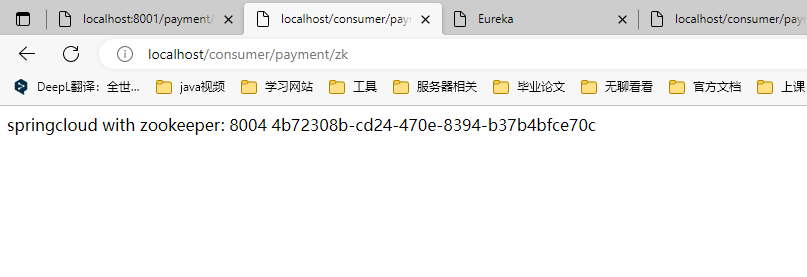 localhost:8001/payment/
localhost/consumer/payr
Eureka
localhost/consumer/paym
localhost/consumer/payment/zk
DeepL翻译：全世... java视频 学习网站 工具 服务器相关 毕业论文 无聊看看 官方文档 上课
springcloud with zookeeper: 8004 4b72308b-cd24-470e-8394-b37b4bfce70c